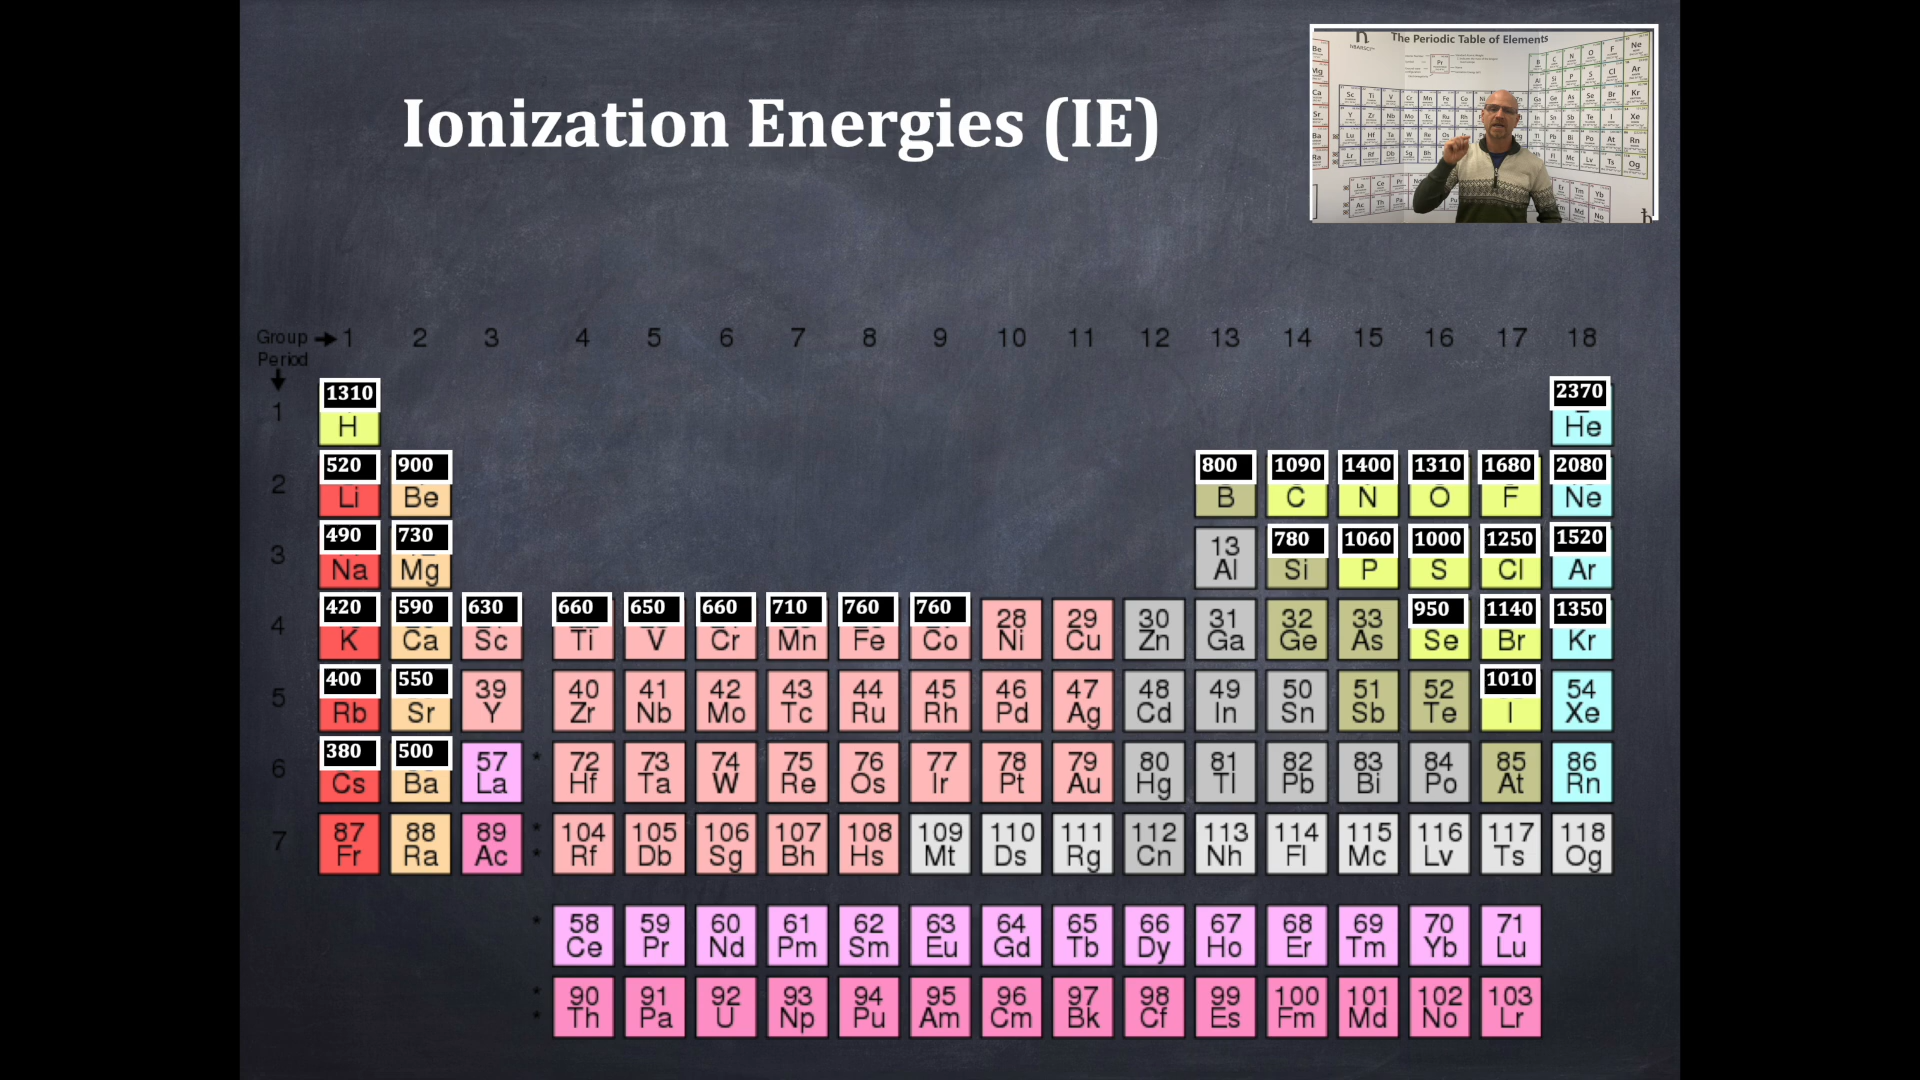 Ionization Energies (IE)
The Periodic Table of Elements
Group → 1 2 3 4 5 6 7 8 9 10 11 12 13 14 15 16 17 18
Period
1 1310 2370
H He
2 520 900 800 1090 1400 1310 1680 2080
Li Be B C N O F Ne
3 490 730 13 780 1060 1000 1250 1520
Na Mg Al Si P S Cl Ar
4 420 590 630 660 650 660 710 760 760 28 29 30 31 32 33 950 1140 1350
K Ca Sc Ti V Cr Mn Fe Co Ni Cu Zn Ga Ge As Se Br Kr
5 400 550 39 40 41 42 43 44 45 46 47 48 49 50 51 52 1010 54
Rb Sr Y Zr Nb Mo Tc Ru Rh Pd Ag Cd In Sn Sb Te I Xe
6 380 500 57 * 72 73 74 75 76 77 78 79 80 81 82 83 84 85 86
Cs Ba La Hf Ta W Re Os Ir Pt Au Hg Tl Pb Bi Po At Rn
7 87 88 89 * 104 105 106 107 108 109 110 111 112 113 114 115 116 117 118
Fr Ra Ac * Rf Db Sg Bh Hs Mt Ds Rg Cn Nh Fl Mc Lv Ts Og
* 58 59 60 61 62 63 64 65 66 67 68 69 70 71
Ce Pr Nd Pm Sm Eu Gd Tb Dy Ho Er Tm Yb Lu
* 90 91 92 93 94 95 96 97 98 99 100 101 102 103
* Th Pa U Np Pu Am Cm Bk Cf Es Fm Md No Lr